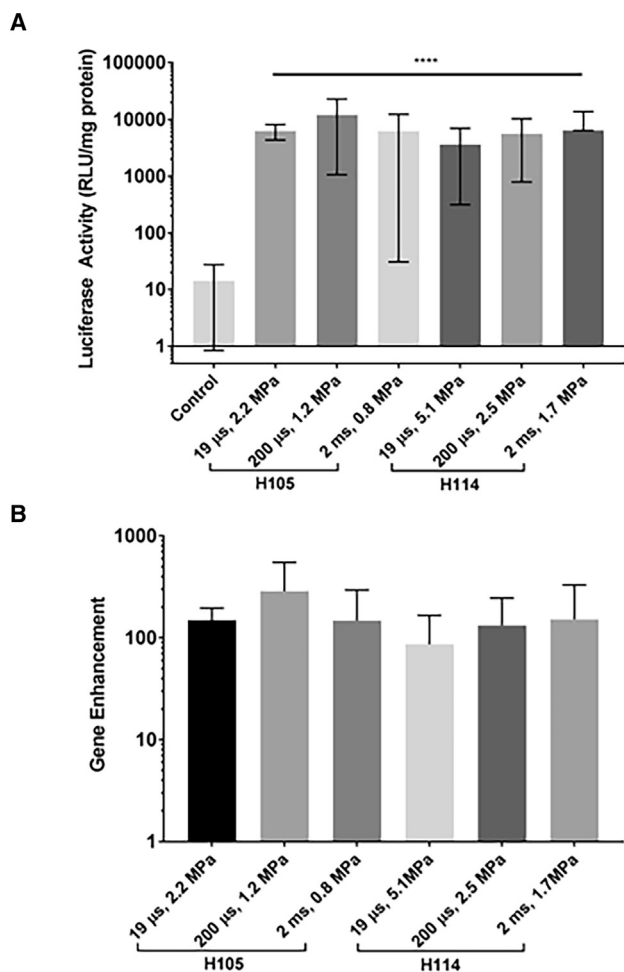 A
Luciferase Activity (RLU/mg protein)
100000
10000
1000
100
10
1
****
Control
19 µs, 2.2 MPa
200 µs, 1.2 MPa
2 ms, 0.8 MPa
19 µs, 5.1 MPa
200 µs, 2.5 MPa
2 ms, 1.7 MPa
H105
H114
B
Gene Enhancement
1000
100
10
1
19 µs, 2.2 MPa
200 µs, 1.2 MPa
2 ms, 0.8 MPa
19 µs, 5.1MPa
200 µs, 2.5 MPa
2 ms, 1.7MPa
H105
H114